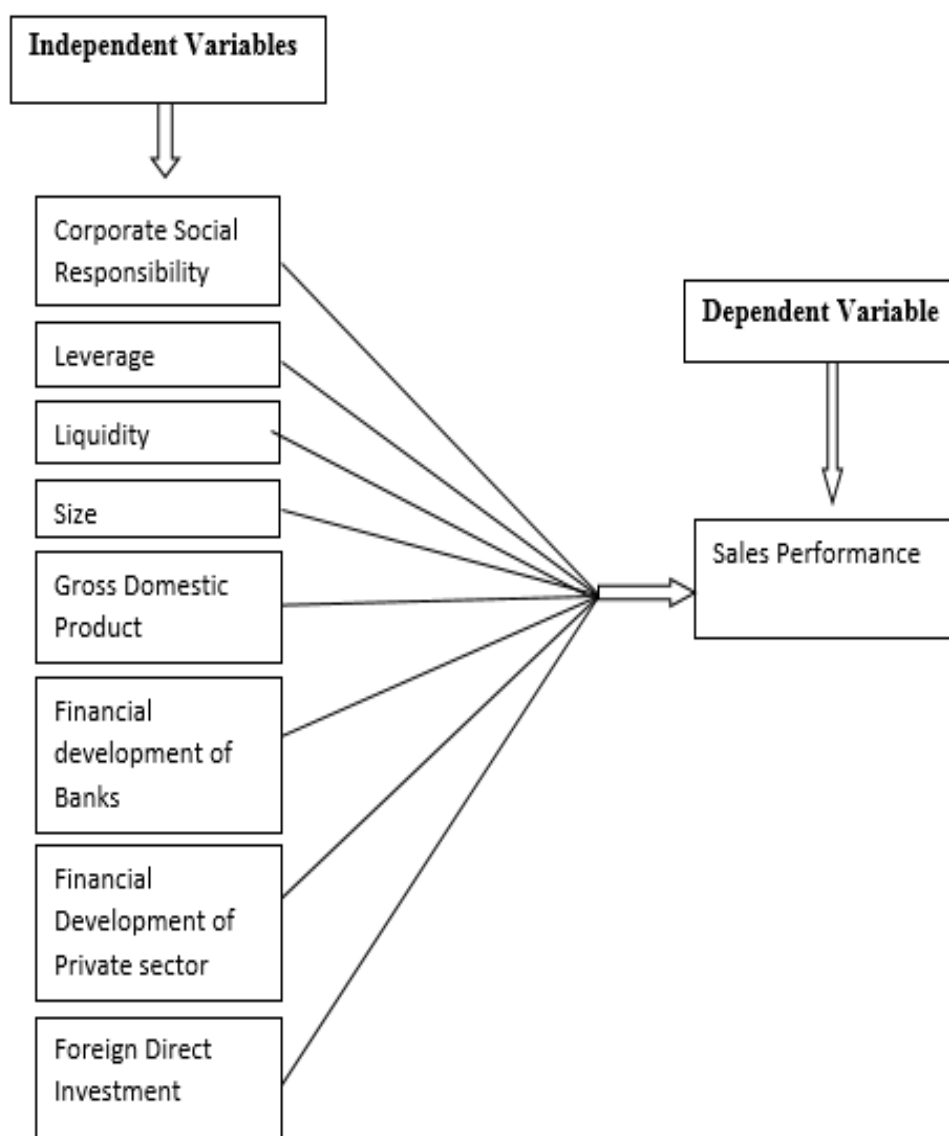 Independent Variables
Corporate Social
Responsibility
Leverage
Liquidity
Size
Gross Domestic
Product
Financial
development of
Banks
Financial
Development of
Private sector
Foreign Direct
Investment
Dependent Variable
Sales Performance